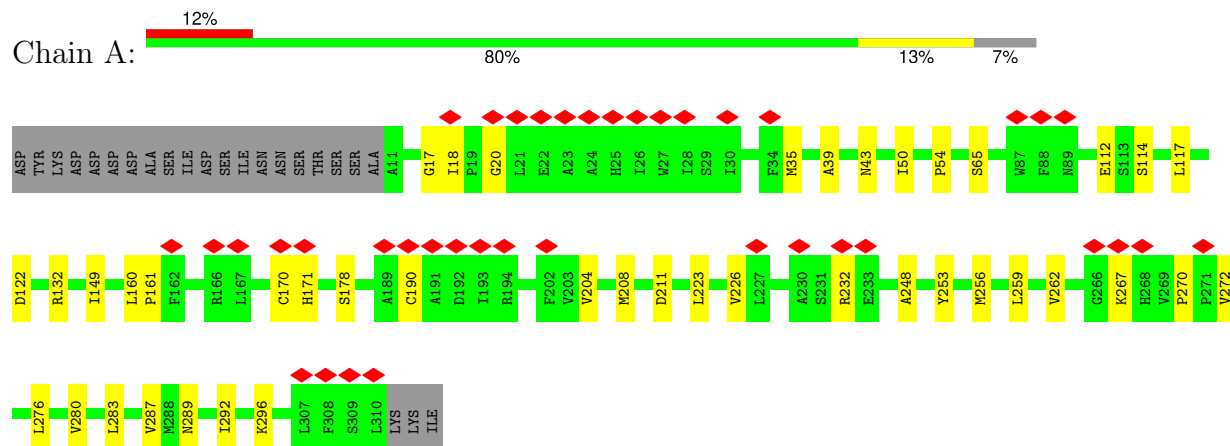 12%
Chain A:
80% 13% 7%
ASP TYR LYS ASP ASP ASP ASP ALA SER ILE ASP SER ILE ASN ASN SER THR SER SER ALA A11 G17 I18 P19 G20 L21 E22 A23 A24 H25 I26 W27 I28 S29 I30 F34 M35 A39 N43 I50 P54 S65 W87 F88 N89 E112 S113 S114 L117
D122 R132 I149 L160 P161 F162 R166 L167 C170 H171 S178 A189 C190 A191 D192 I193 R194 F202 V203 V204 M208 D211 L223 V226 L227 A230 S231 R232 E233 A248 Y253 M256 L259 V262 G266 K267 H268 V269 P270 P271 V272
L276 V280 L283 V287 M288 N289 I292 K296 L307 F308 S309 L310 LYS LYS ILE